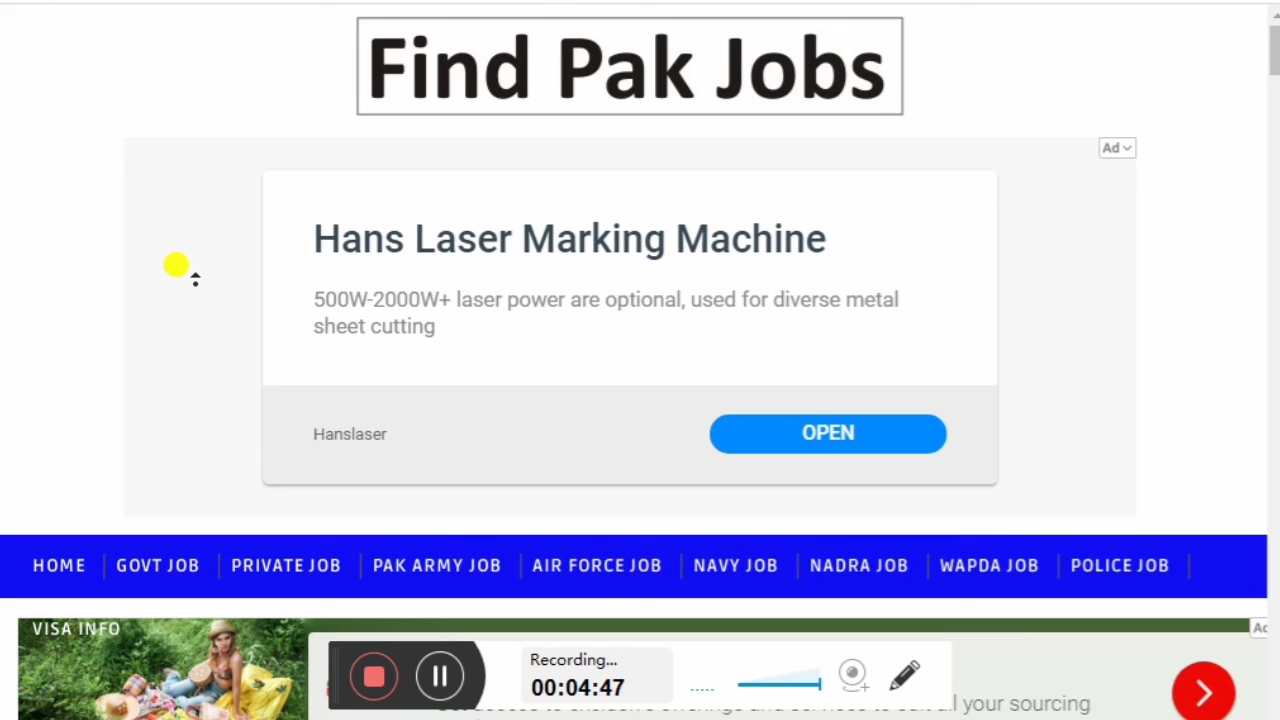 Find Pak Jobs
Ad
Hans Laser Marking Machine
500W-2000W+ laser power are optional, used for diverse metal
sheet cutting
Hanslaser
OPEN
HOME
GOVT JOB
PRIVATE JOB
PAK ARMY JOB
AIR FORCE JOB
NAVY JOB
NADRA JOB
WAPDA JOB
POLICE JOB
VISA INFO
Recording...
00:04:47
all your sourcing